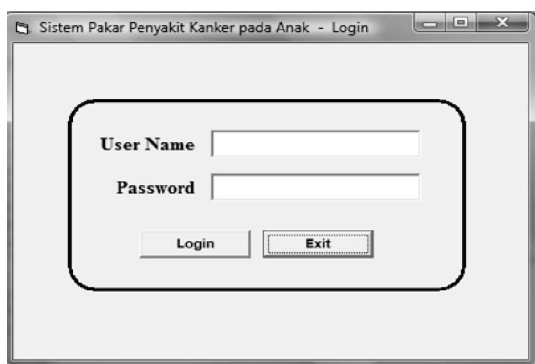 Sistem Pakar Penyakit Kanker pada Anak - Login
User Name
Password
Login Exit